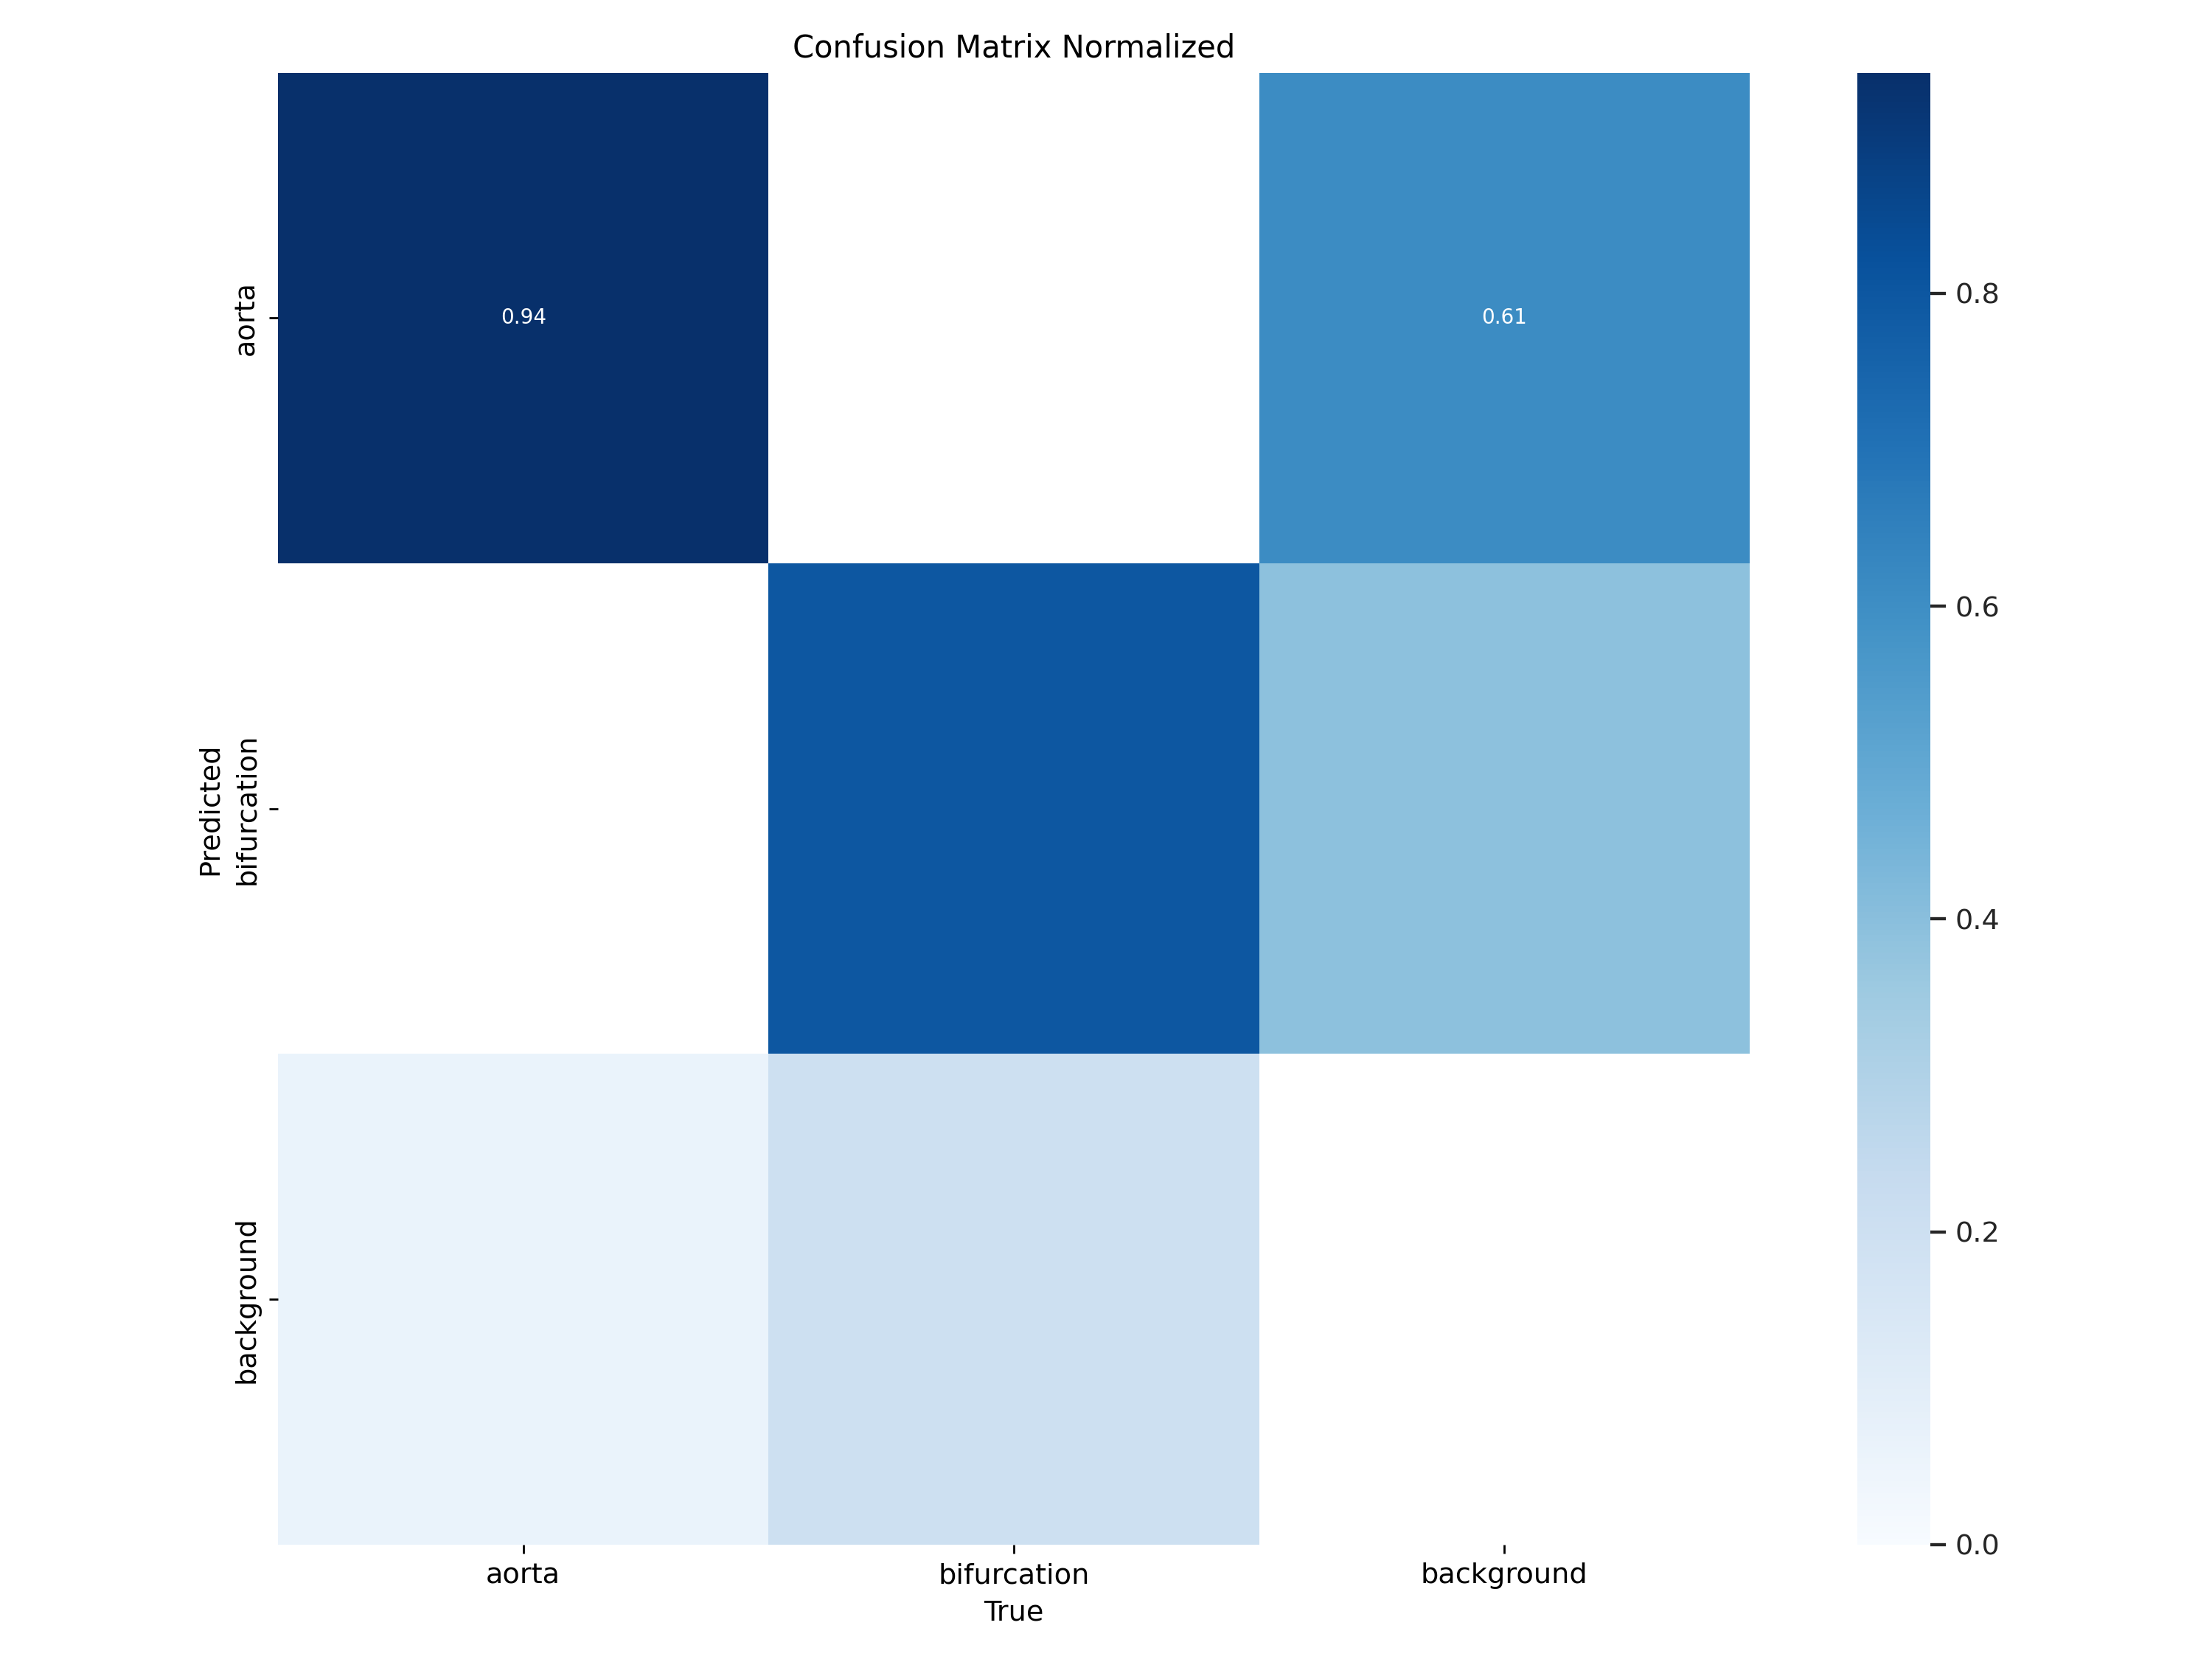 Confusion Matrix Normalized
aorta
0.94
0.61
0.8
0.6
Predicted
bifurcation
0.4
background
0.2
0.0
aorta
bifurcation
background
True